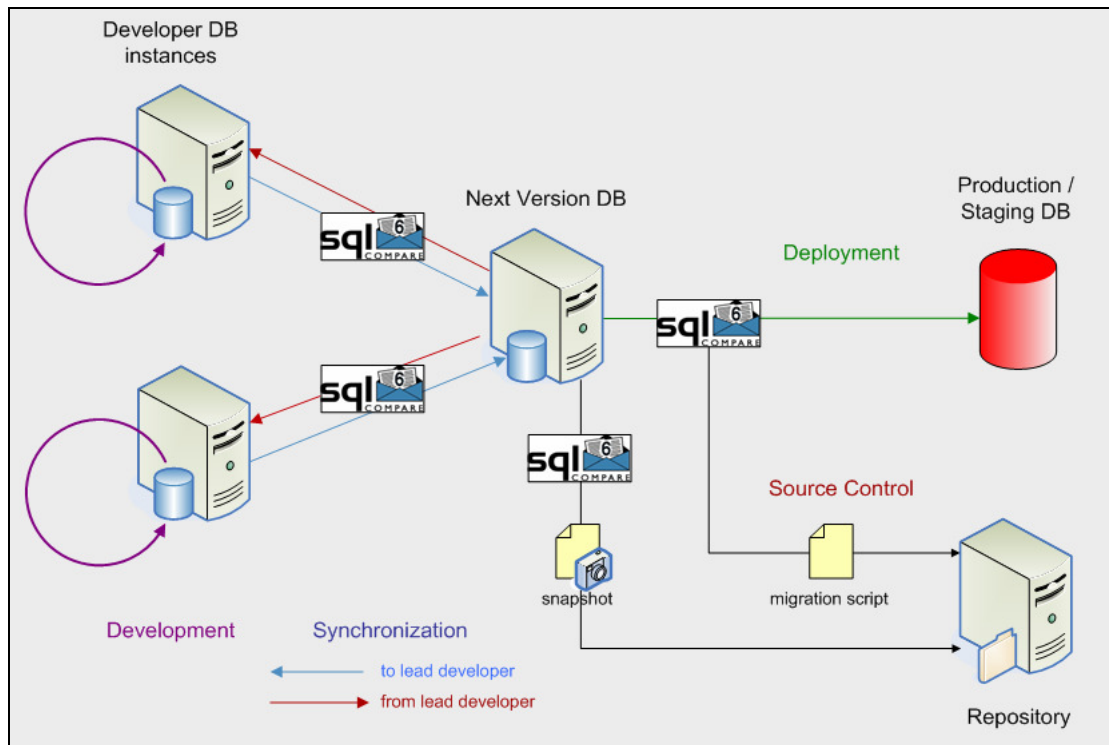 Developer DB
instances
Next Version DB
Production /
Staging DB
sql 6
COMPARE
Deployment
sql 6
COMPARE
sql 6
COMPARE
sql 6
COMPARE
Source Control
snapshot
migration script
Development
Synchronization
to lead developer
from lead developer
Repository